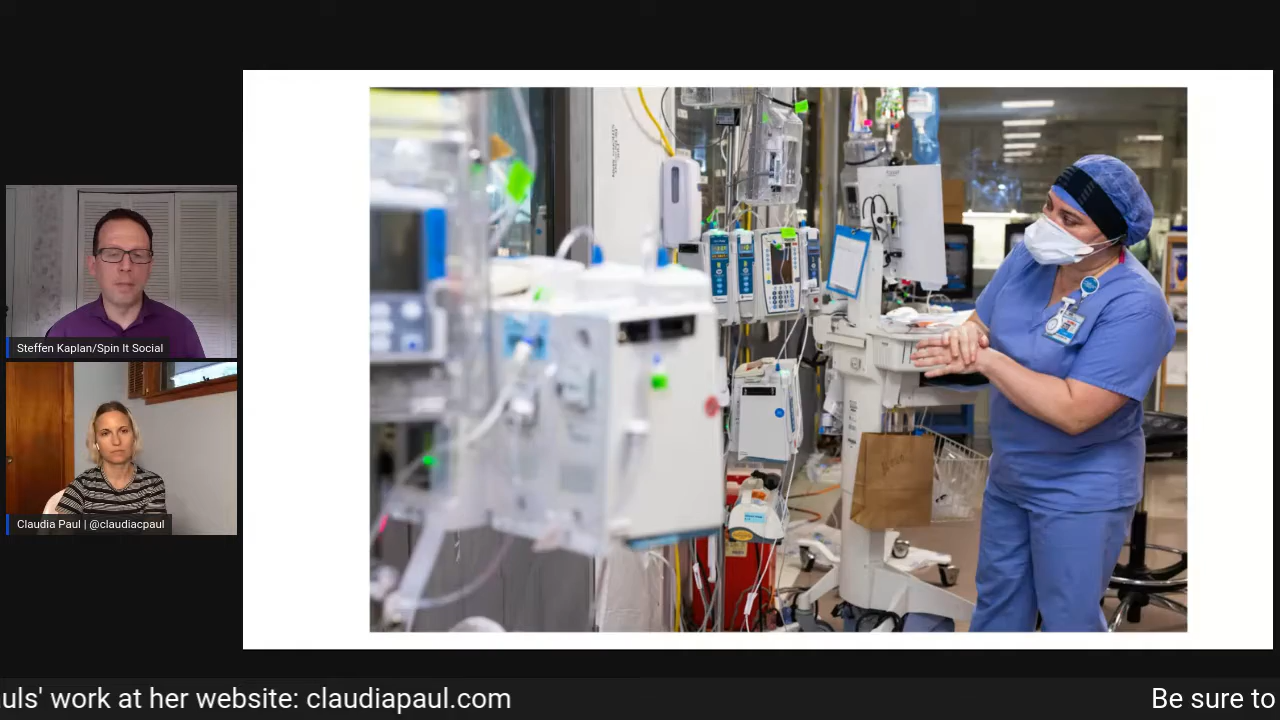 Steffen Kaplan/Spin It Social
Claudia Paul | @claudiacpaul
uls' work at her website: claudiapaul.com
Be sure to